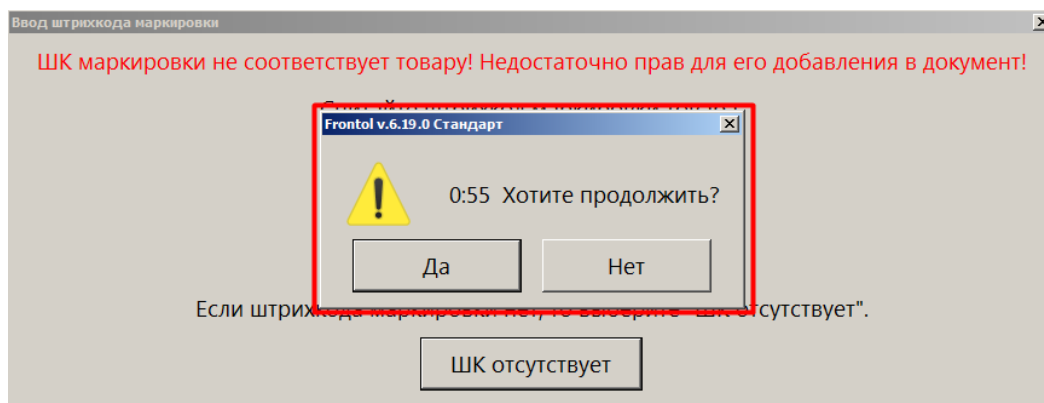 Ввод штрихкода маркировки
ШК маркировки не соответствует товару! Недостаточно прав для его добавления в документ!
Frontol v.6.19.0 Стандарт
0:55 Хотите продолжить?
Да
Нет
Если штрихкода маркировки нет, то выберите "ШК отсутствует".
ШК отсутствует